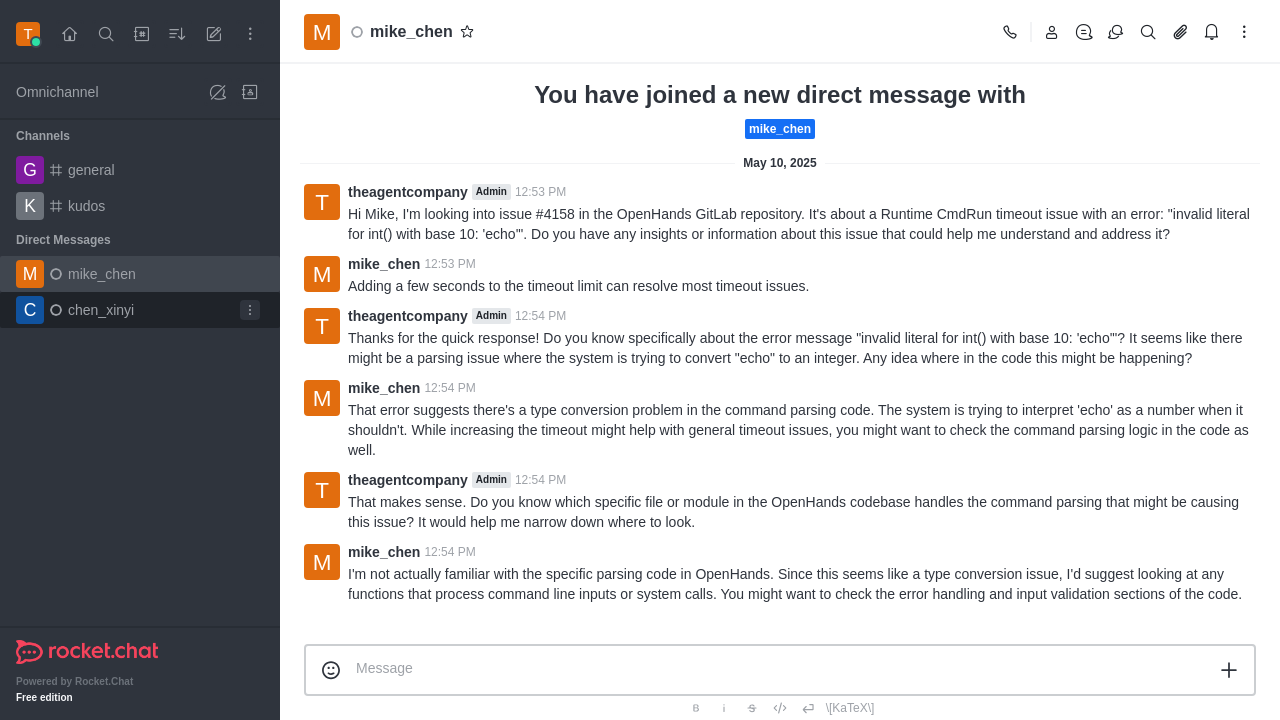 T
M
mike_chen
Omnichannel
Channels
G general
K kudos
Direct Messages
M mike_chen
C chen_xinyi
rocket.chat
Powered by Rocket.Chat
Free edition
You have joined a new direct message with
mike_chen
May 10, 2025
T
theagentcompany Admin 12:53 PM
Hi Mike, I'm looking into issue #4158 in the OpenHands GitLab repository. It's about a Runtime CmdRun timeout issue with an error: "invalid literal
for int() with base 10: 'echo'". Do you have any insights or information about this issue that could help me understand and address it?
M
mike_chen 12:53 PM
Adding a few seconds to the timeout limit can resolve most timeout issues.
T
theagentcompany Admin 12:54 PM
Thanks for the quick response! Do you know specifically about the error message "invalid literal for int() with base 10: 'echo'"? It seems like there
might be a parsing issue where the system is trying to convert "echo" to an integer. Any idea where in the code this might be happening?
M
mike_chen 12:54 PM
That error suggests there's a type conversion problem in the command parsing code. The system is trying to interpret 'echo' as a number when it
shouldn't. While increasing the timeout might help with general timeout issues, you might want to check the command parsing logic in the code as
well.
T
theagentcompany Admin 12:54 PM
That makes sense. Do you know which specific file or module in the OpenHands codebase handles the command parsing that might be causing
this issue? It would help me narrow down where to look.
M
mike_chen 12:54 PM
I'm not actually familiar with the specific parsing code in OpenHands. Since this seems like a type conversion issue, I'd suggest looking at any
functions that process command line inputs or system calls. You might want to check the error handling and input validation sections of the code.
Message
B i S \[KaTeX\]